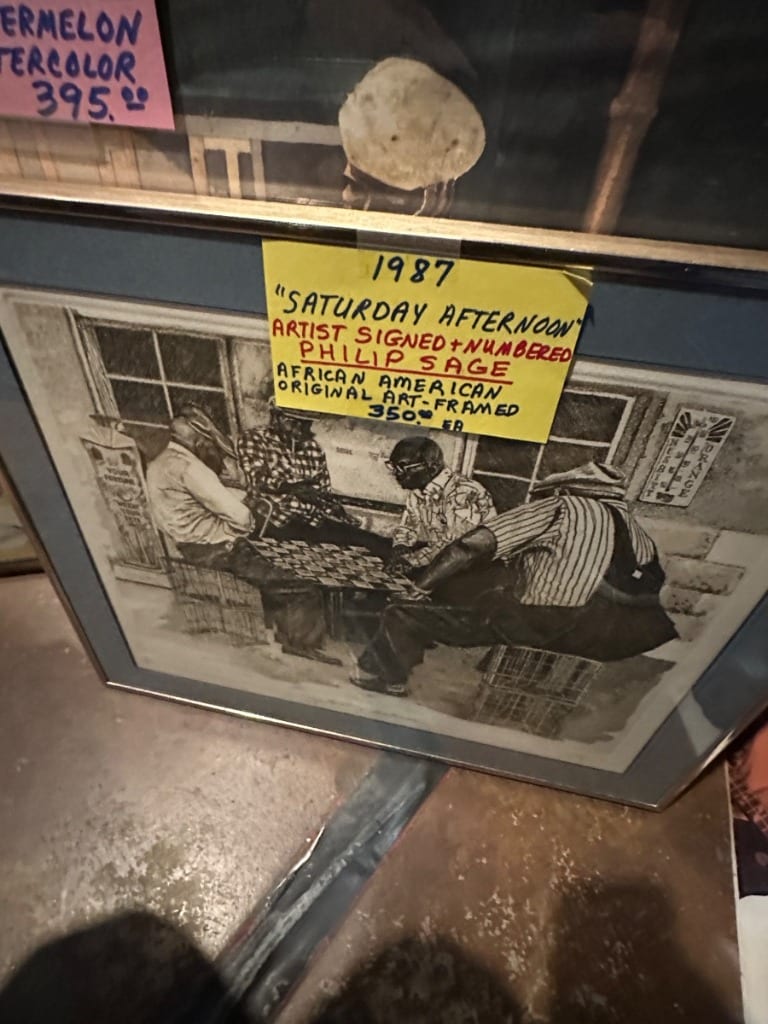 ERMELON
TERCOLOR
395.00
1987
"SATURDAY AFTERNOON"
ARTIST SIGNED + NUMBERED
PHILIP SAGE
AFRICAN AMERICAN
ORIGINAL ART-FRAMED
350.00 EA
ORANGE